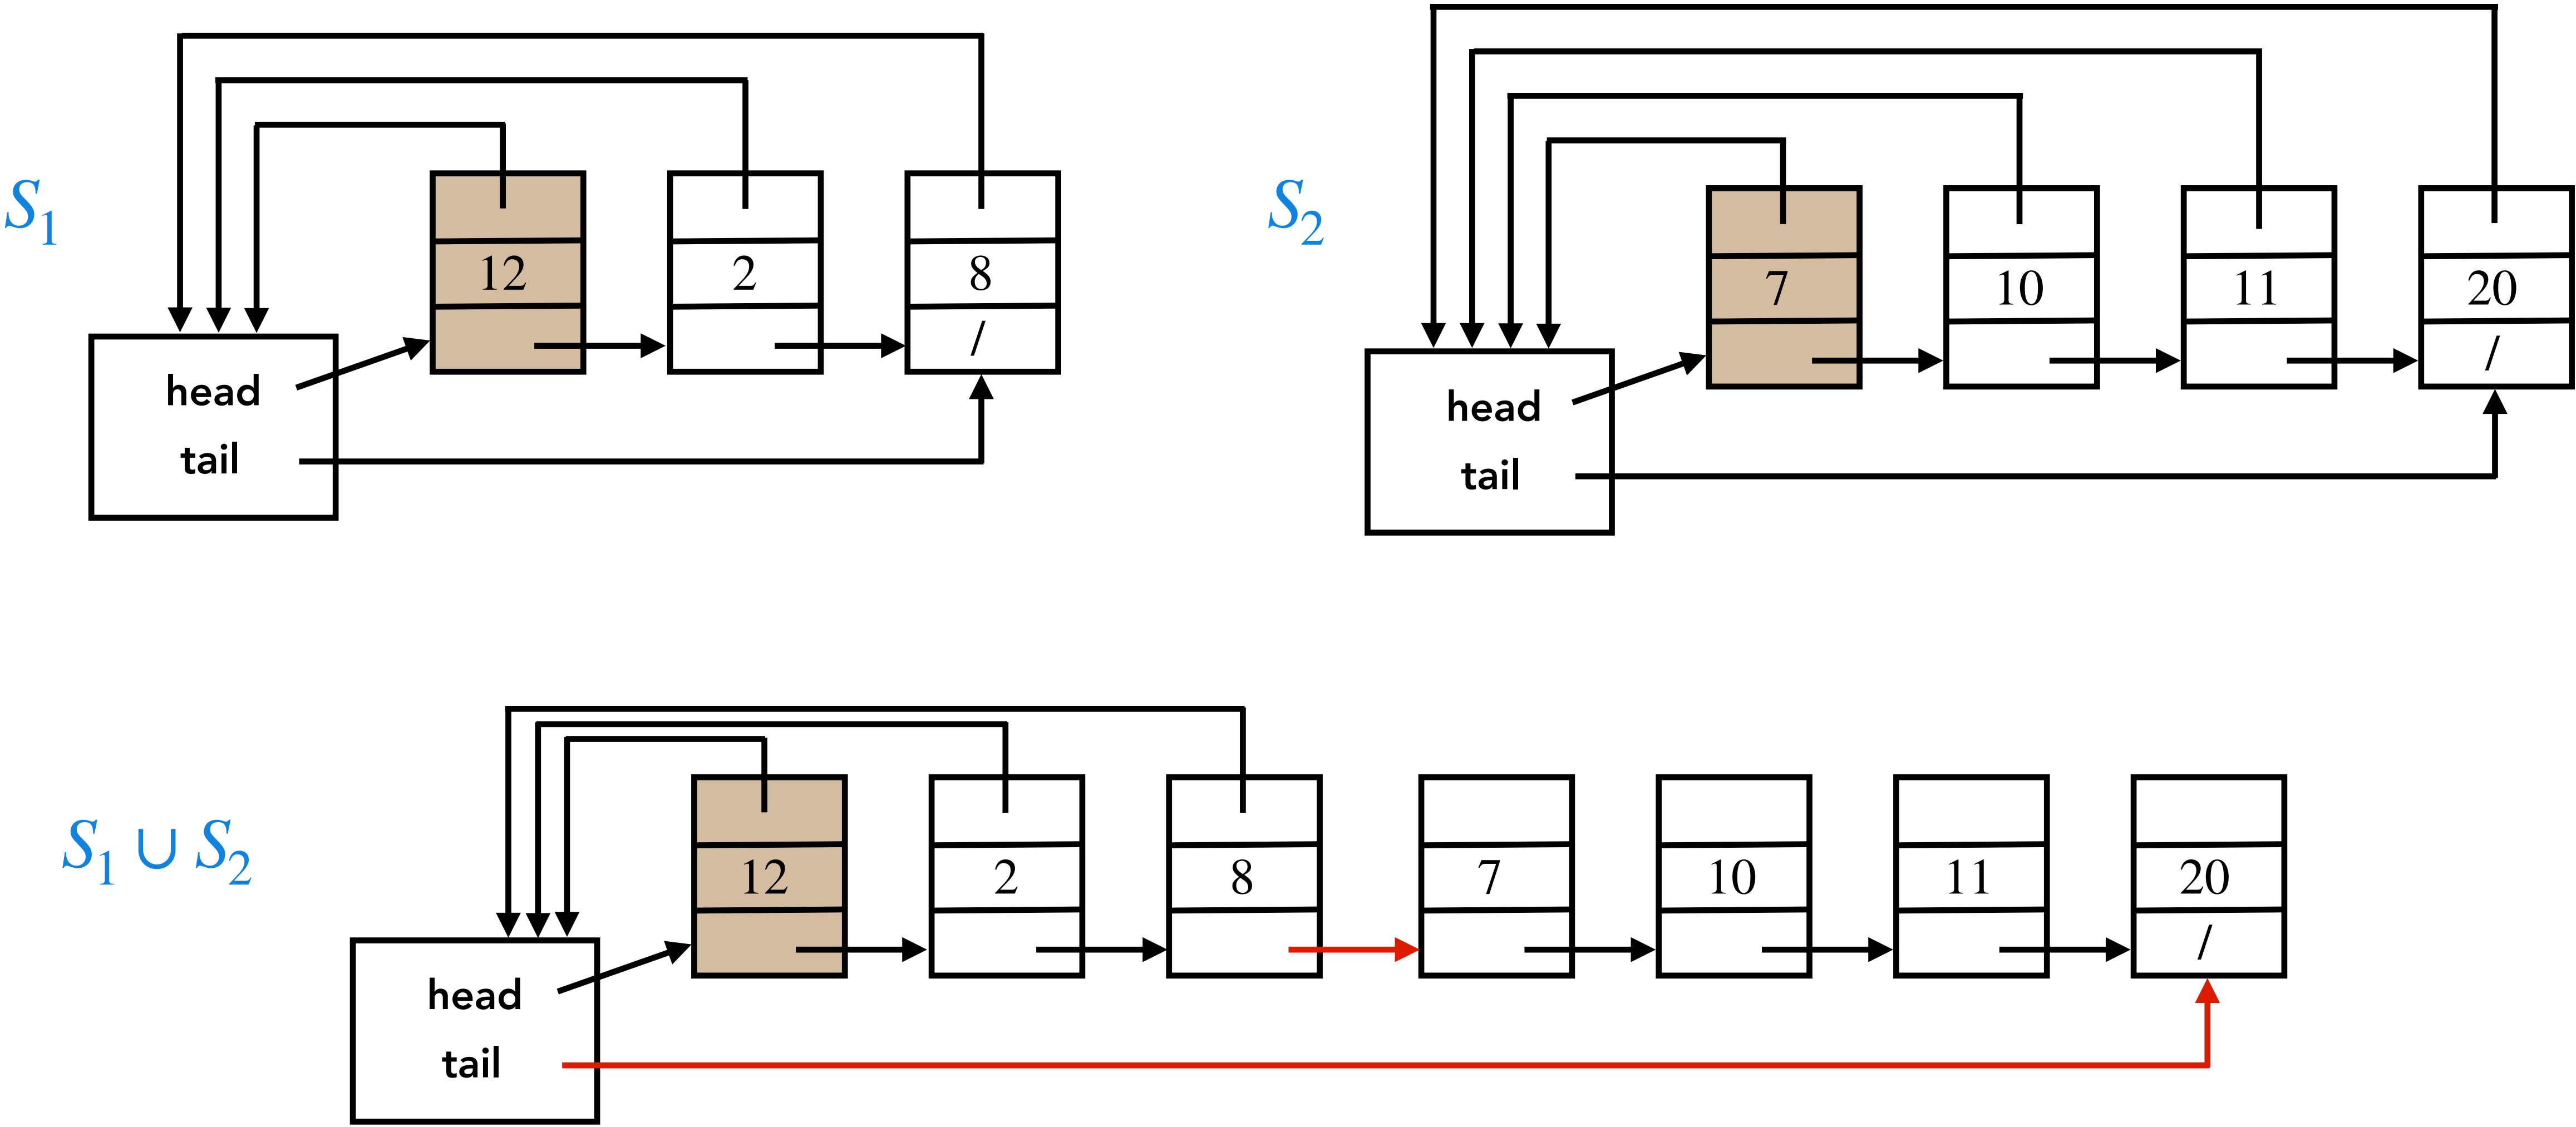 S₁
12 2 8
/
head
tail
S₂
7 10 11 20
/
head
tail
S₁ ∪ S₂
12 2 8 7 10 11 20
/
head
tail